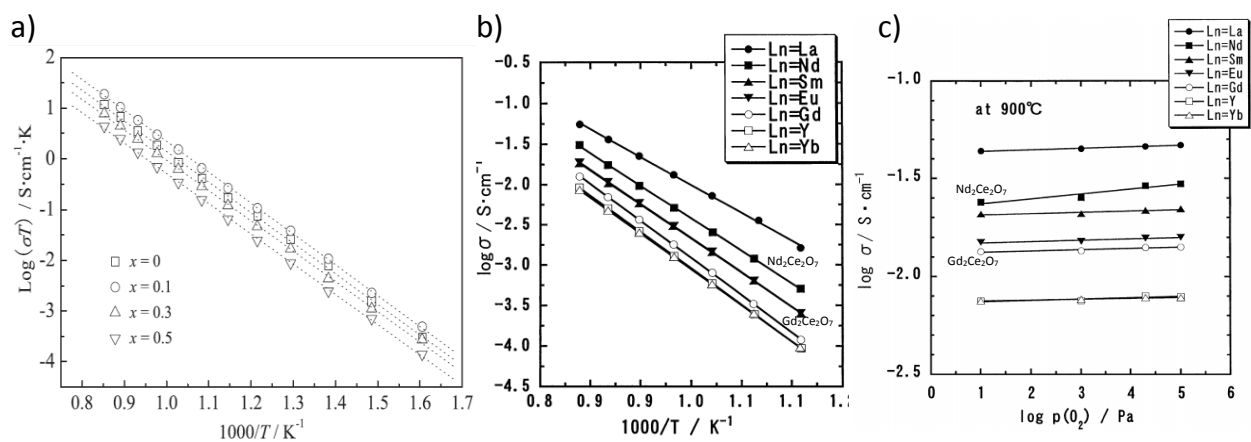 a)
2
1
0
-1
-2
-3
-4
Log (σT) / S·cm⁻¹·K
x = 0
x = 0.1
x = 0.3
x = 0.5
0.8 0.9 1.0 1.1 1.2 1.3 1.4 1.5 1.6 1.7
1000/T / K⁻¹
b)
Ln=La
Ln=Nd
Ln=Sm
Ln=Eu
Ln=Gd
Ln=Y
Ln=Yb
-0.5
-1.0
-1.5
-2.0
-2.5
-3.0
-3.5
-4.0
-4.5
logσ / S·cm⁻¹
Nd₂Ce₂O₇
Gd₂Ce₂O₇
0.8 0.9 0.9 1.0 1.0 1.1
1000/T / K⁻¹
c)
Ln=La
Ln=Nd
Ln=Sm
Ln=Eu
Ln=Gd
Ln=Y
Ln=Yb
-1.0
-1.5
-2.0
-2.5
log σ / S · cm⁻¹
at 900℃
Nd₂Ce₂O₇
Gd₂Ce₂O₇
0 1 2 3 4 5 6
log p(O₂) / Pa